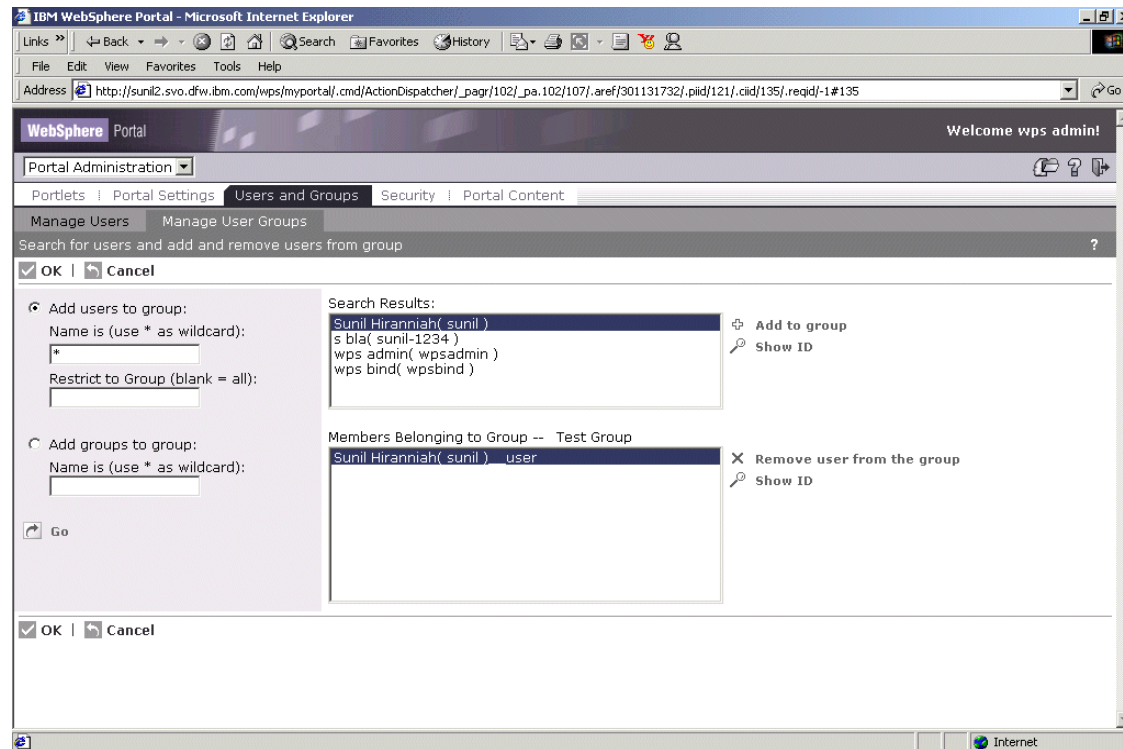 IBM WebSphere Portal - Microsoft Internet Explorer
Links » Back Search Favorites History
File Edit View Favorites Tools Help
Address http://sunil2.svo.dfw.ibm.com/wps/myportal/.cmd/ActionDispatcher/_pagr/102/_pa.102/107/.aref/301131732/.piid/121/.ciid/135/.reqid/-1#135 Go
WebSphere Portal Welcome wps admin!
Portal Administration ?
Portlets Portal Settings Users and Groups Security Portal Content
Manage Users Manage User Groups
Search for users and add and remove users from group ?
OK | Cancel
Add users to group:
Name is (use * as wildcard):
*
Restrict to Group (blank = all):
Add groups to group:
Name is (use * as wildcard):
Go
Search Results:
Sunil Hiranniah( sunil )
s bla( sunil-1234 )
wps admin( wpsadmin )
wps bind( wpsbind )
Add to group
Show ID
Members Belonging to Group -- Test Group
Sunil Hiranniah( sunil )__user
Remove user from the group
Show ID
OK | Cancel
Internet